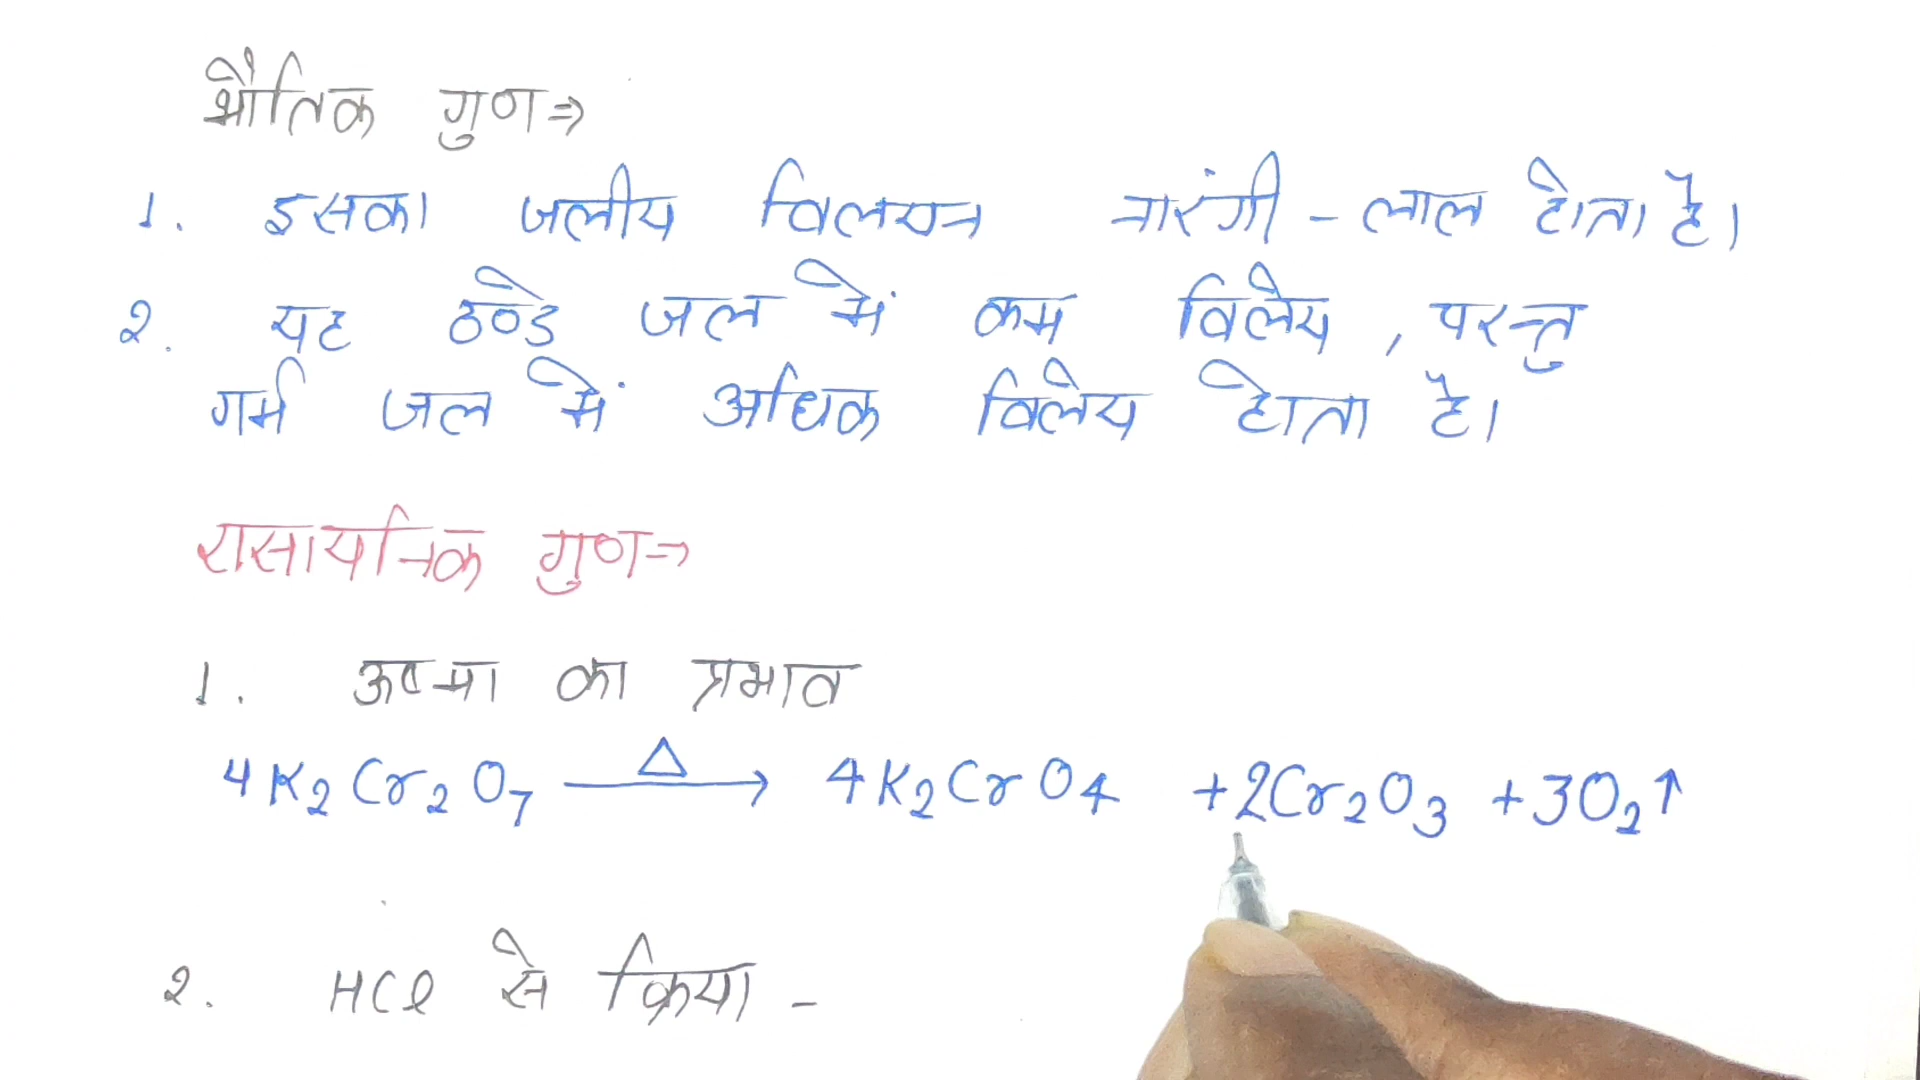 भौतिक गुण⇒
1. इसका जलीय विलयन नारंगी - लाल होता है।
2. यह ठण्डे जल में कम विलेय, परन्तु
गर्म जल में अधिक विलेय होता है।
रासायनिक गुण⇒
1. ऊष्मा का प्रभाव
4K₂Cr₂O₇ —Δ→ 4K₂CrO₄ +2Cr₂O₃ +3O₂↑
2. HCl से क्रिया -